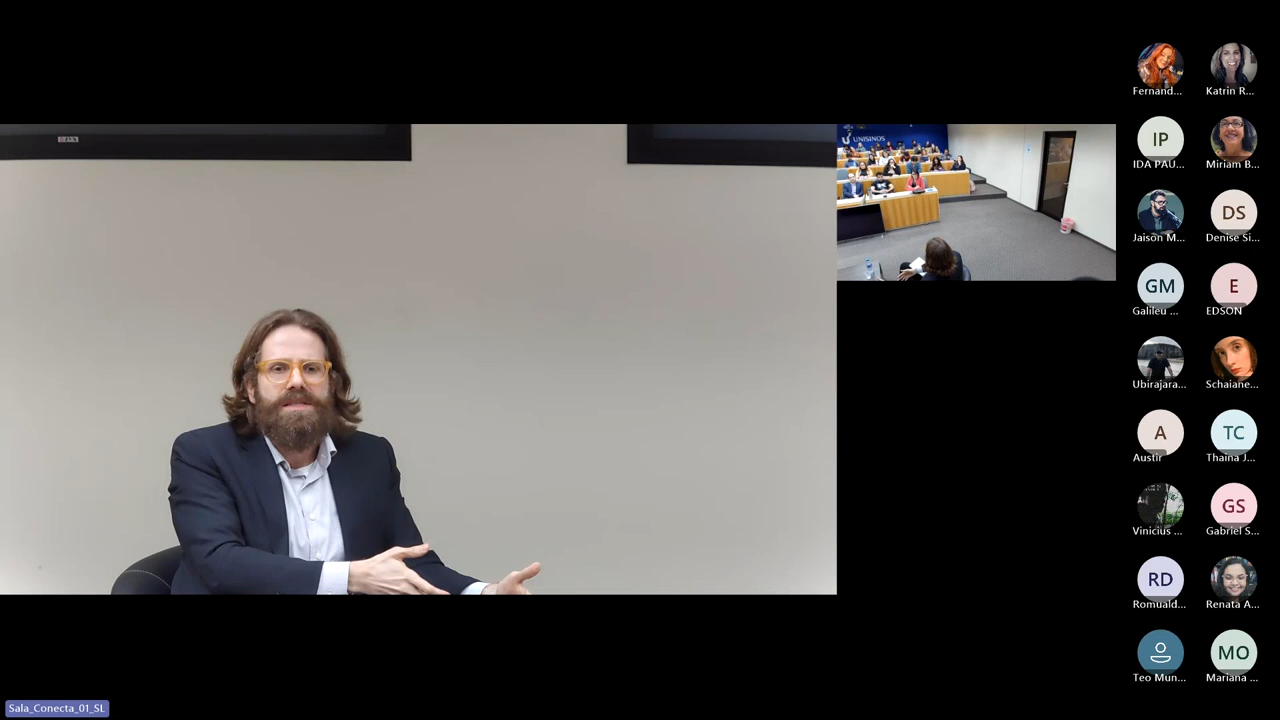 UNISINOS
Fernand...
Katrin R...
IP
IDA PAU...
Miriam B...
Jaison M...
DS
Denise Si...
GM
Galileu ...
E
EDSON
Ubirajara...
Schaiane...
A
Austir
TC
Thaina J...
Vinicius ...
GS
Gabriel S...
RD
Romuald...
Renata A...
Teo Mun...
MO
Mariana ...
Sala_Conecta_01_SL